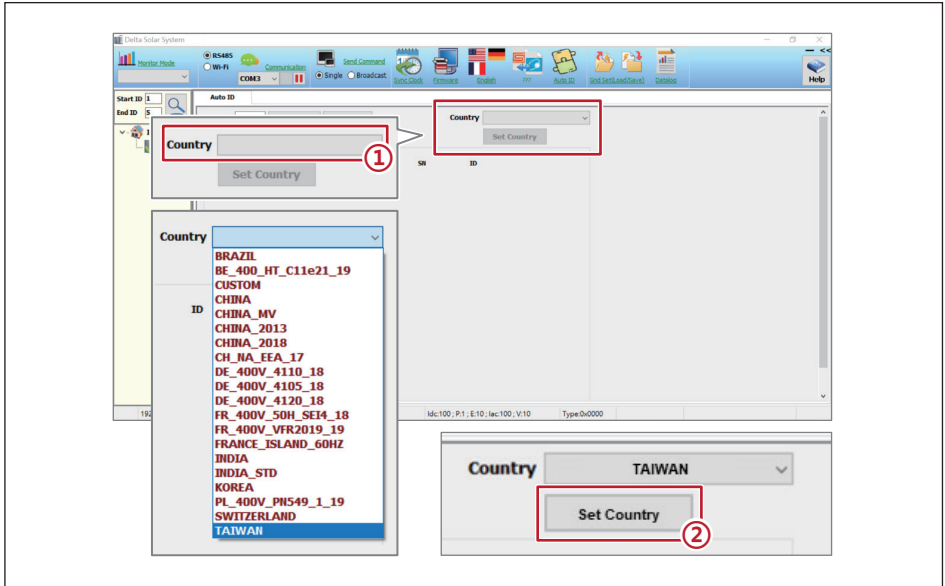 Delta Solar System
Monitor Mode
RS485
Wi-Fi
COM3
Communication
Send Command
Single
Broadcast
Sync Clock
Firmware
English
???
Auto ID
Grid Set(Load/Save)
Datalog
<<
Help
Start ID 1
End ID 5
Auto ID
Country
Set Country
Country
①
Set Country
SN
ID
Country
BRAZIL
BE_400_HT_C11e21_19
CUSTOM
CHINA
CHINA_MV
CHINA_2013
CHINA_2018
CH_NA_EEA_17
DE_400V_4110_18
DE_400V_4105_18
DE_400V_4120_18
FR_400V_50H_SEI4_18
FR_400V_VFR2019_19
FRANCE_ISLAND_60HZ
INDIA
INDIA_STD
KOREA
PL_400V_PN549_1_19
SWITZERLAND
TAIWAN
ID
192
Idc:100 ; P:1 ; E:10 ; Iac:100 ; V:10
Type:0x0000
Country
TAIWAN
Set Country
②